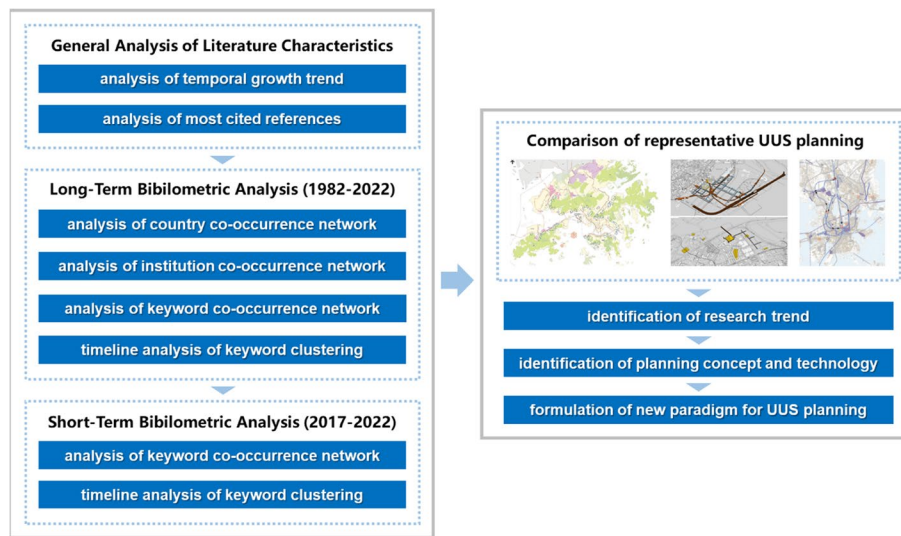 General Analysis of Literature Characteristics
analysis of temporal growth trend
analysis of most cited references
Long-Term Bibilometric Analysis (1982-2022)
analysis of country co-occurrence network
analysis of institution co-occurrence network
analysis of keyword co-occurrence network
timeline analysis of keyword clustering
Short-Term Bibilometric Analysis (2017-2022)
analysis of keyword co-occurrence network
timeline analysis of keyword clustering
Comparison of representative UUS planning
identification of research trend
identification of planning concept and technology
formulation of new paradigm for UUS planning